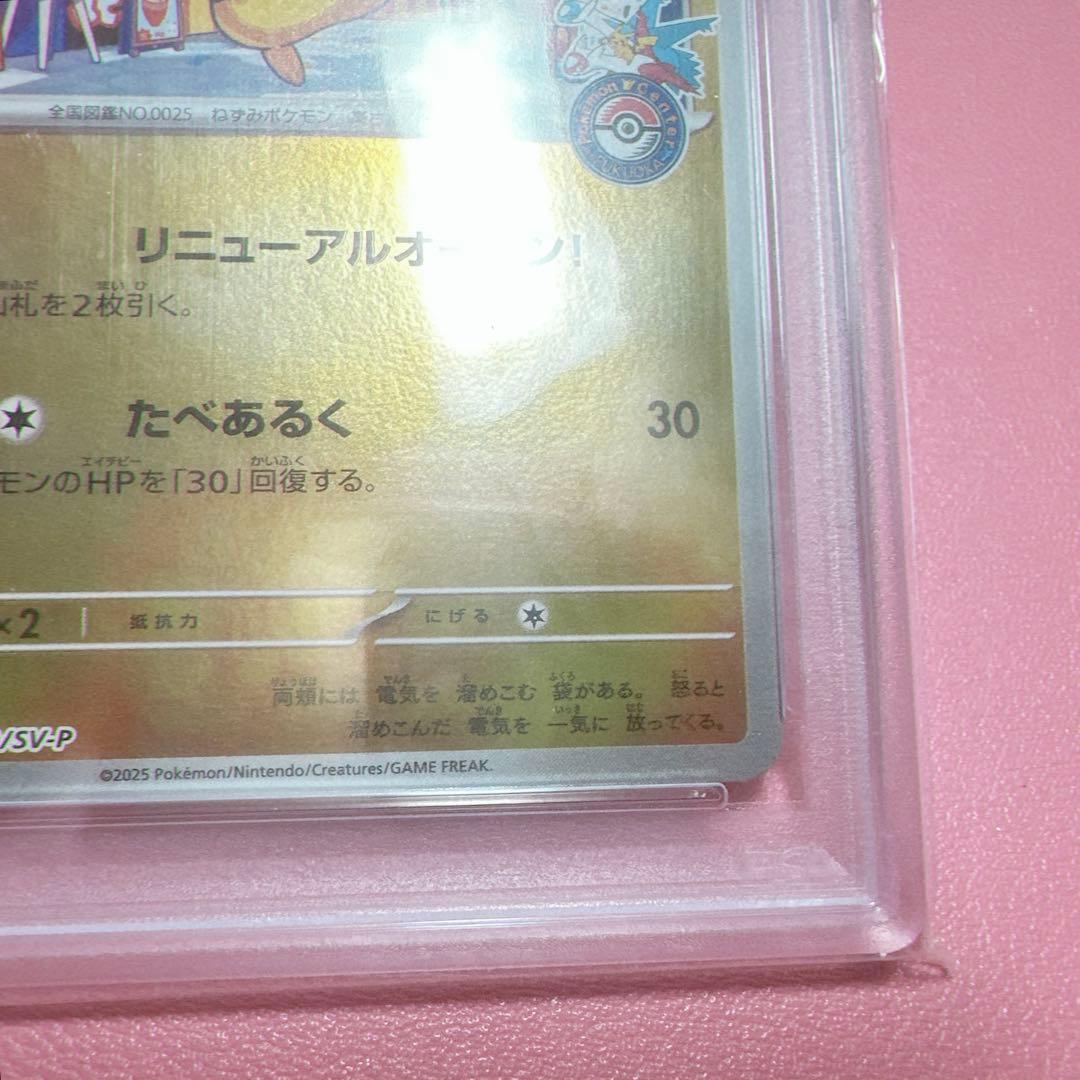 全国図鑑NO.0025 ねずみポケモン
Pokémon Center
FUKUOKA
リニューアルオ ン!
札を2枚引く。
たべあるく 30
モンのHPを「30」回復する。
×2 抵抗力 にげる
両頬には 電気を 溜めこむ 袋がある。 怒ると
溜めこんだ 電気を 一気に 放ってくる。
/SV-P
©2025 Pokémon/Nintendo/Creatures/GAME FREAK.